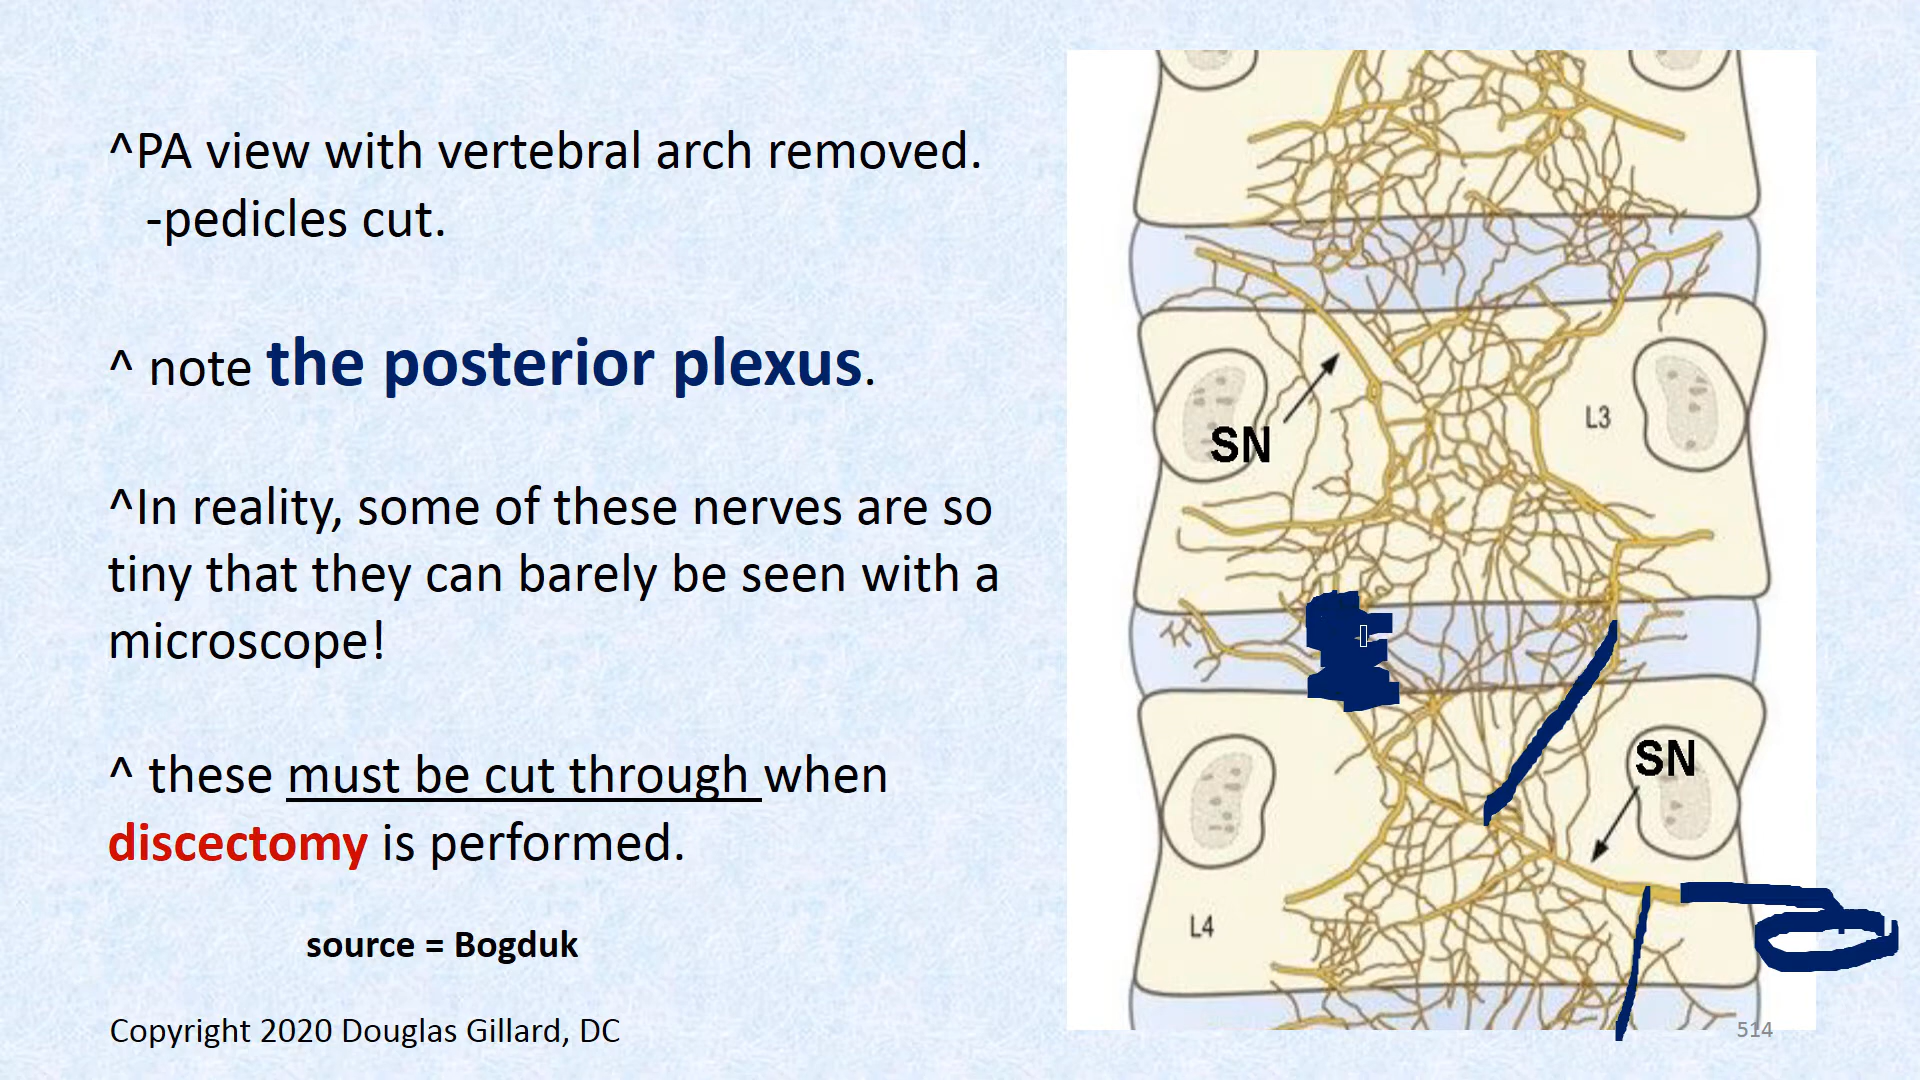 ^PA view with vertebral arch removed.
-pedicles cut.
^ note the posterior plexus.
^In reality, some of these nerves are so
tiny that they can barely be seen with a
microscope!
^ these must be cut through when
discectomy is performed.
source = Bogduk
Copyright 2020 Douglas Gillard, DC
L3
SN
SN
L4
514